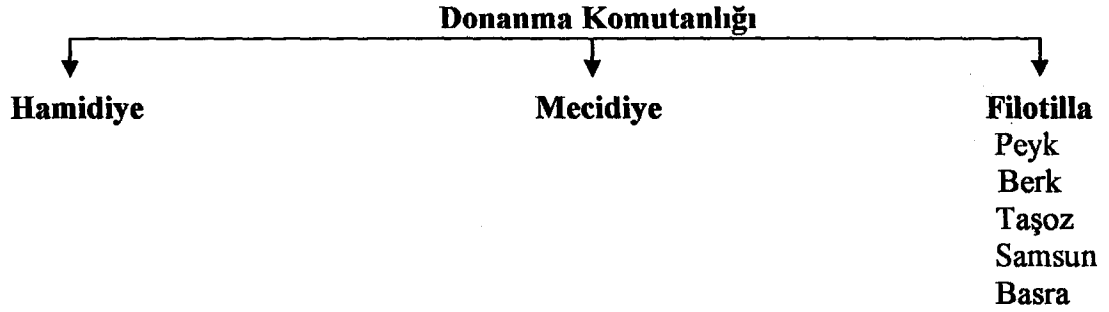 Donanma Komutanlığı
Hamidiye Mecidiye Filotilla
Peyk
Berk
Taşoz
Samsun
Basra